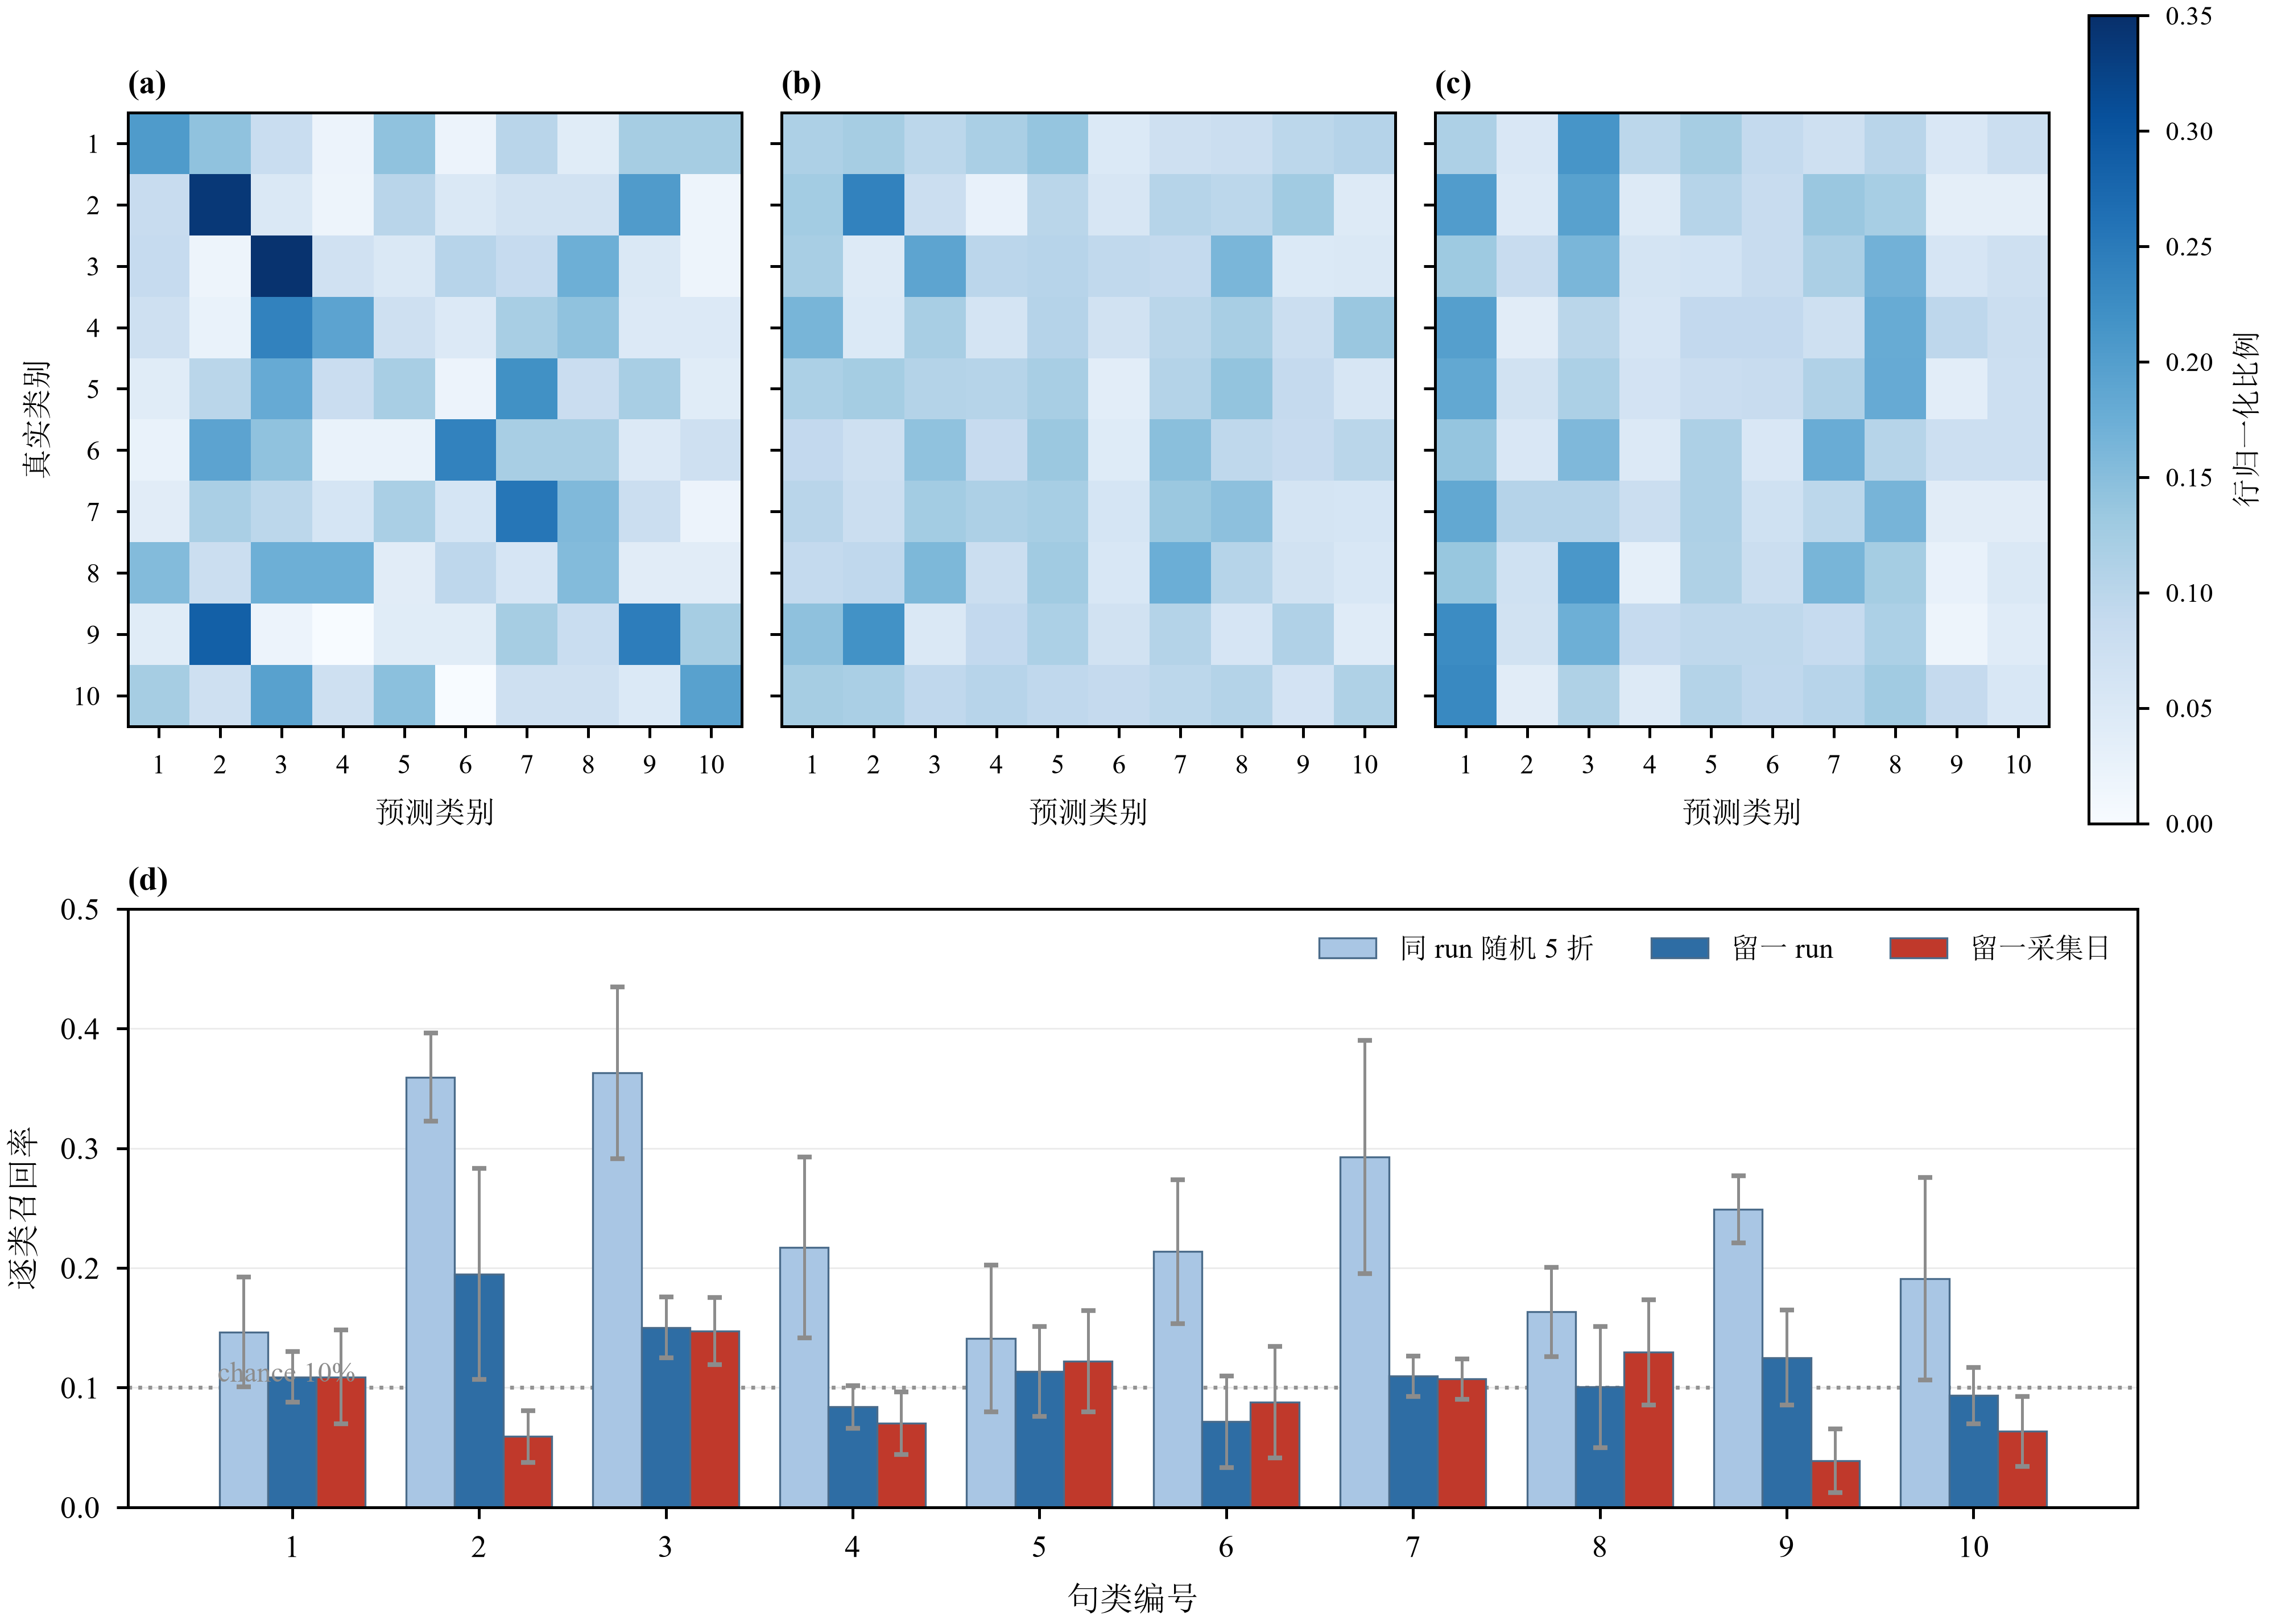 (a)
(b)
(c)
1
2
3
4
5
6
7
8
9
10
真实类别
1 2 3 4 5 6 7 8 9 10
预测类别
1 2 3 4 5 6 7 8 9 10
预测类别
1 2 3 4 5 6 7 8 9 10
预测类别
0.35
0.30
0.25
0.20
0.15
0.10
0.05
0.00
行归一化比例
(d)
同 run 随机 5 折
留一 run
留一采集日
0.5
0.4
0.3
0.2
0.1
0.0
逐类召回率
chance 10%
1 2 3 4 5 6 7 8 9 10
句类编号